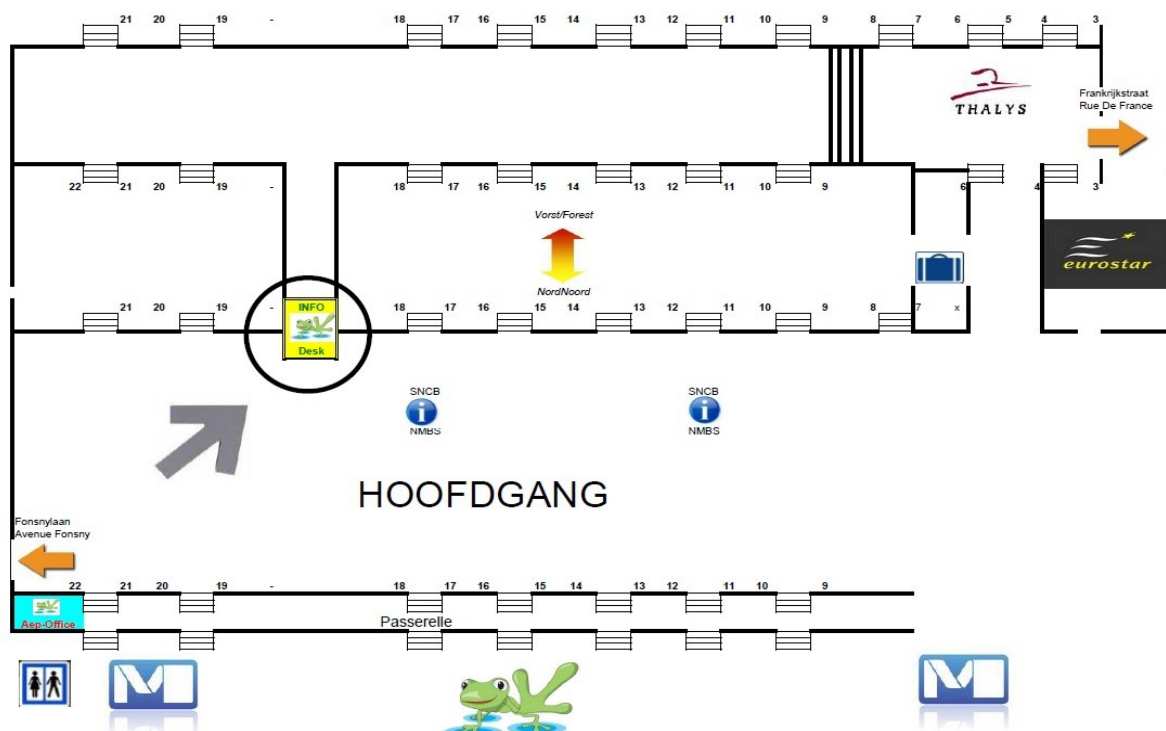 21 20 19 - 18 17 16 15 14 13 12 11 10 9 8 7 6 5 4 3
THALYS
Frankrijkstraat
Rue De France
22 21 20 19 - 18 17 16 15 14 13 12 11 10 9 6 4 3
Vorst/Forest
eurostar
NordNoord
21 20 19 - 18 17 16 15 14 13 12 11 10 9 8 7 x
INFO
Desk
SNCB
i
NMBS
SNCB
i
NMBS
HOOFDGANG
Fonsnylaan
Avenue Fonsny
22 21 20 19 - 18 17 16 15 14 13 12 11 10 9
Aep-Office
Passerelle
M
M